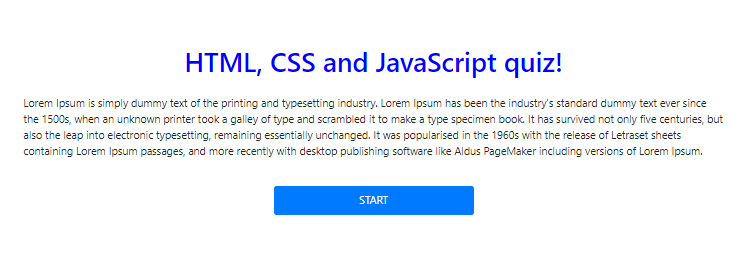 HTML, CSS and JavaScript quiz!
Lorem Ipsum is simply dummy text of the printing and typesetting industry. Lorem Ipsum has been the industry's standard dummy text ever since
the 1500s, when an unknown printer took a galley of type and scrambled it to make a type specimen book. It has survived not only five centuries, but
also the leap into electronic typesetting, remaining essentially unchanged. It was popularised in the 1960s with the release of Letraset sheets
containing Lorem Ipsum passages, and more recently with desktop publishing software like Aldus PageMaker including versions of Lorem Ipsum.
START